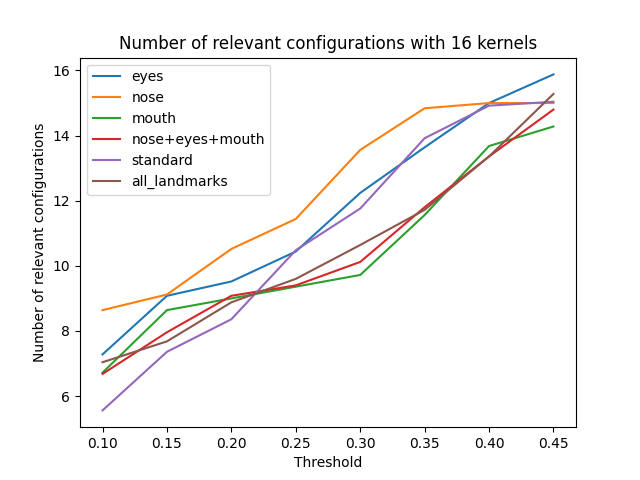 Number of relevant configurations with 16 kernels
16
14
12
10
8
6
Number of relevant configurations
eyes
nose
mouth
nose+eyes+mouth
standard
all_landmarks
0.10 0.15 0.20 0.25 0.30 0.35 0.40 0.45
Threshold